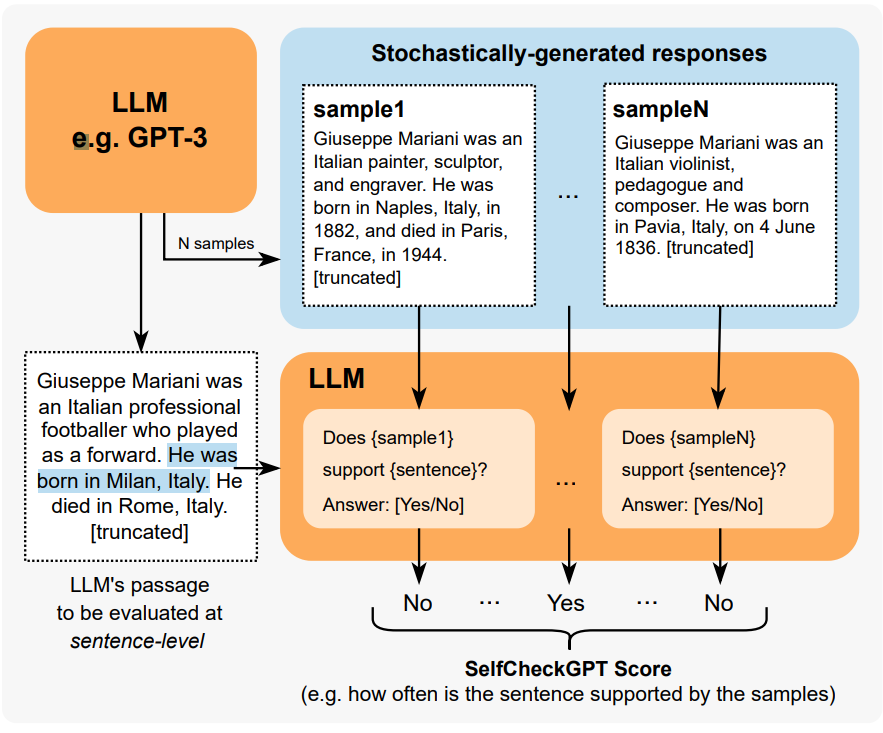 LLM
e.g. GPT-3
N samples
Stochastically-generated responses
sample1
Giuseppe Mariani was an
Italian painter, sculptor,
and engraver. He was
born in Naples, Italy, in
1882, and died in Paris,
France, in 1944.
[truncated]
...
sampleN
Giuseppe Mariani was an
Italian violinist,
pedagogue and
composer. He was born
in Pavia, Italy, on 4 June
1836. [truncated]
Giuseppe Mariani was
an Italian professional
footballer who played
as a forward. He was
born in Milan, Italy. He
died in Rome, Italy.
[truncated]
LLM's passage
to be evaluated at
sentence-level
LLM
Does {sample1}
support {sentence}?
Answer: [Yes/No]
...
Does {sampleN}
support {sentence}?
Answer: [Yes/No]
No ... Yes ... No
SelfCheckGPT Score
(e.g. how often is the sentence supported by the samples)